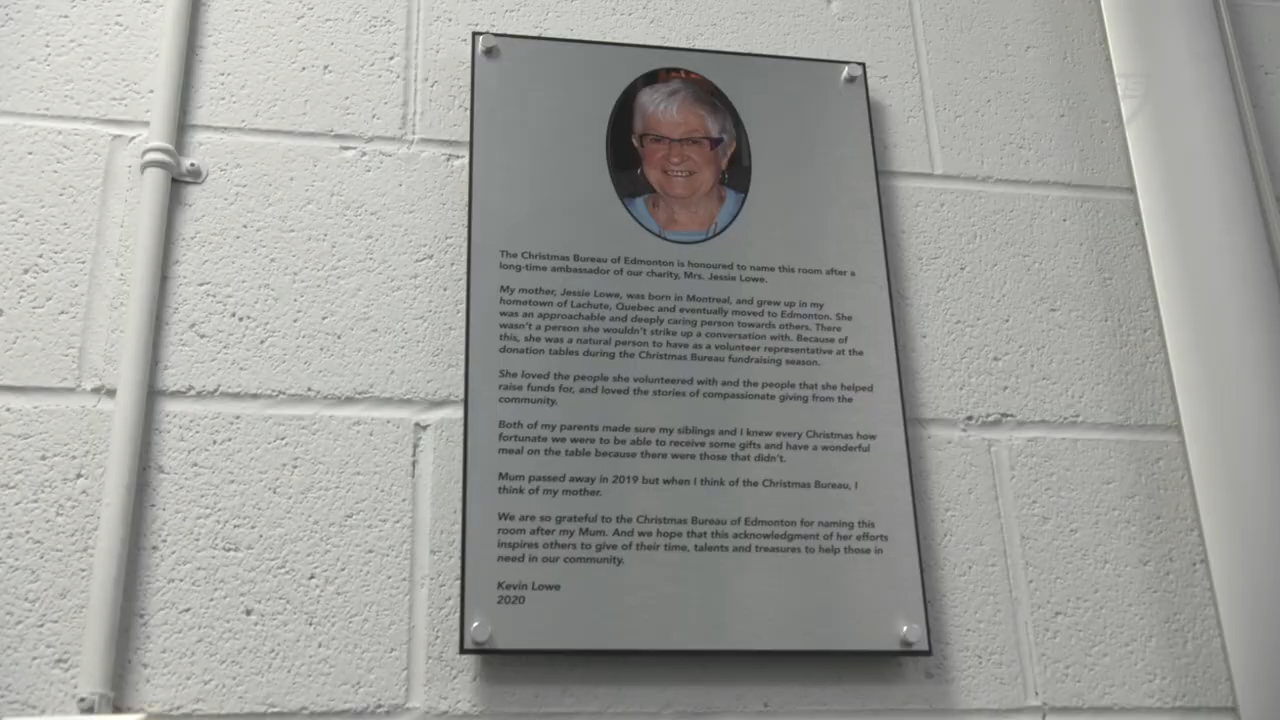 The Christmas Bureau of Edmonton is honoured to name this room after a
long-time ambassador of our charity, Mrs. Jessie Lowe.
My mother, Jessie Lowe, was born in Montreal, and grew up in my
hometown of Lachute, Quebec and eventually moved to Edmonton. She
was an approachable and deeply caring person towards others. There
wasn't a person she wouldn't strike up a conversation with. Because of
this, she was a natural person to have as a volunteer representative at the
donation tables during the Christmas Bureau fundraising season.
She loved the people she volunteered with and the people that she helped
raise funds for, and loved the stories of compassionate giving from the
community.
Both of my parents made sure my siblings and I knew every Christmas how
fortunate we were to be able to receive some gifts and have a wonderful
meal on the table because there were those that didn't.
Mum passed away in 2019 but when I think of the Christmas Bureau, I
think of my mother.
We are so grateful to the Christmas Bureau of Edmonton for naming this
room after my Mum. And we hope that this acknowledgment of her efforts
inspires others to give of their time, talents and treasures to help those in
need in our community.
Kevin Lowe
2020